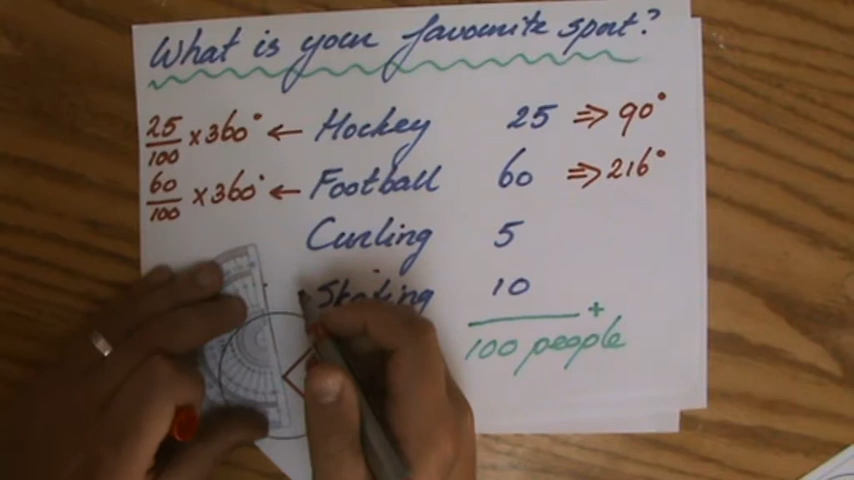 What is your favourite sport?
25/100 x 360° ← Hockey 25 ⇒ 90°
60/100 x 360° ← Football 60 ⇒ 216°
Curling 5
Skating 10
+
100 people